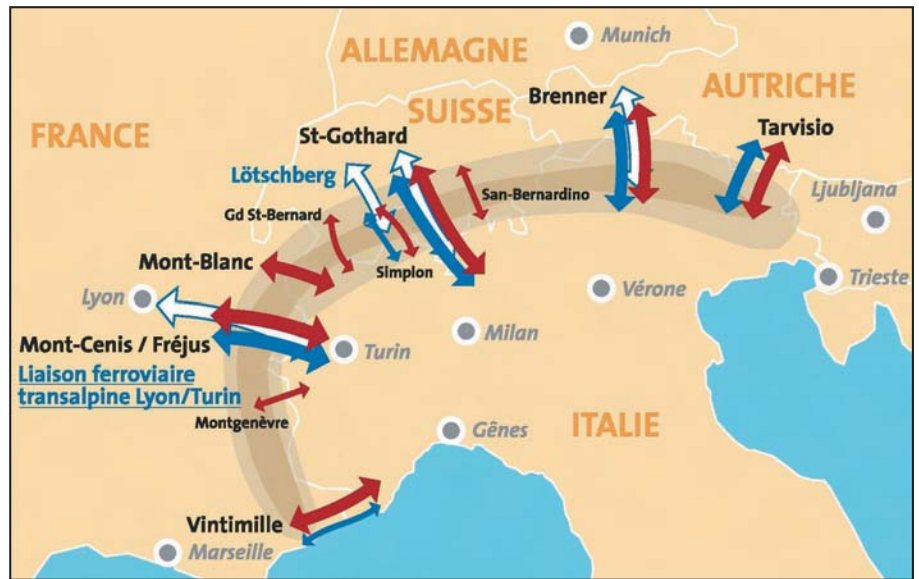 ALLEMAGNE
Munich
SUISSE
Brenner
AUTRICHE
FRANCE
St-Gothard
Tarvisio
Lötschberg
San-Bernardino
Ljubljana
Gd St-Bernard
Mont-Blanc
Simplon
Lyon
Vérone
Trieste
Milan
Mont-Cenis / Fréjus
Turin
Liaison ferroviaire
transalpine Lyon/Turin
Montgenèvre
Gênes
ITALIE
Vintimille
Marseille